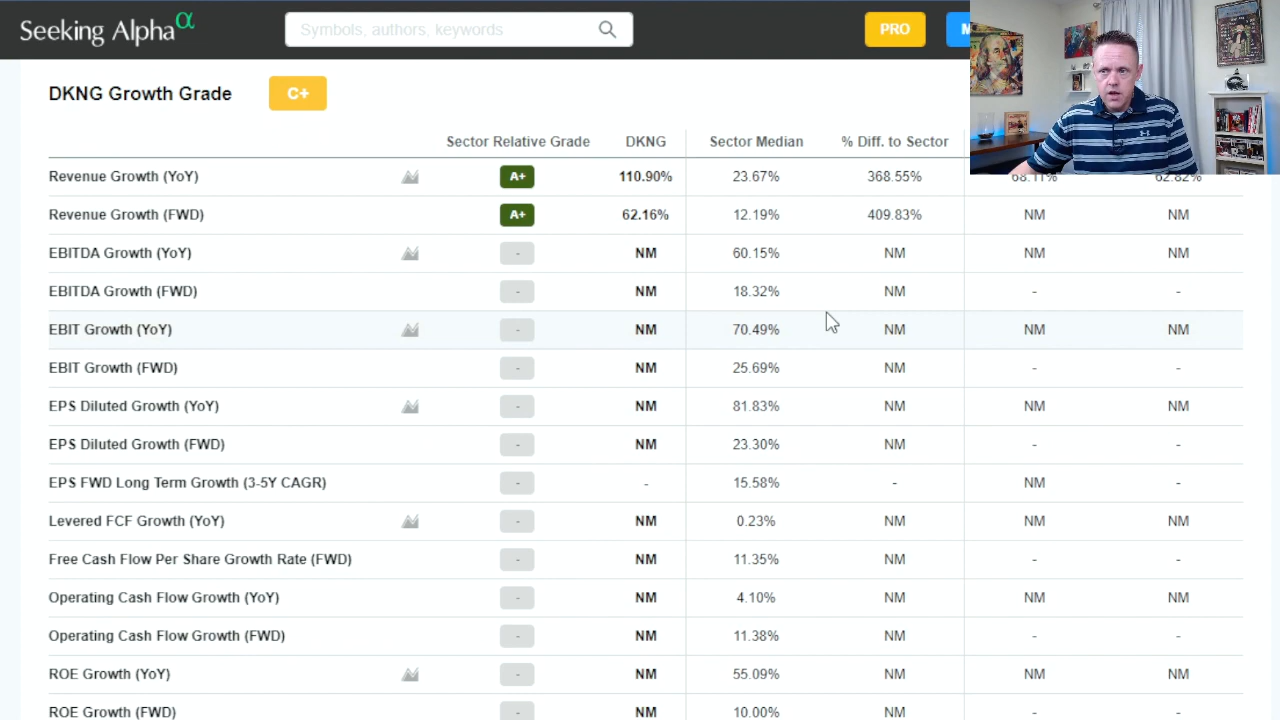 Seeking Alpha α
Symbols, authors, keywords
PRO
DKNG Growth Grade C+
Sector Relative Grade DKNG Sector Median % Diff. to Sector
Revenue Growth (YoY) A+ 110.90% 23.67% 368.55% 68.11% 62.82%
Revenue Growth (FWD) A+ 62.16% 12.19% 409.83% NM NM
EBITDA Growth (YoY) - NM 60.15% NM NM NM
EBITDA Growth (FWD) - NM 18.32% NM - -
EBIT Growth (YoY) - NM 70.49% NM NM NM
EBIT Growth (FWD) - NM 25.69% NM - -
EPS Diluted Growth (YoY) - NM 81.83% NM NM NM
EPS Diluted Growth (FWD) - NM 23.30% NM - -
EPS FWD Long Term Growth (3-5Y CAGR) - - 15.58% - NM -
Levered FCF Growth (YoY) - NM 0.23% NM NM NM
Free Cash Flow Per Share Growth Rate (FWD) - NM 11.35% NM - -
Operating Cash Flow Growth (YoY) - NM 4.10% NM NM NM
Operating Cash Flow Growth (FWD) - NM 11.38% NM - -
ROE Growth (YoY) - NM 55.09% NM NM NM
ROE Growth (FWD) - NM 10.00% NM - -